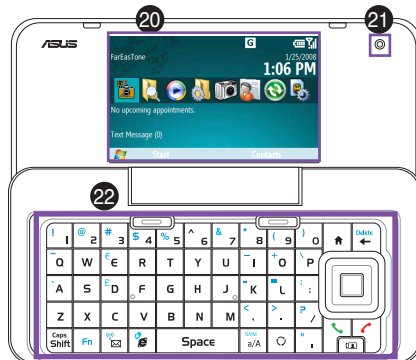 20
21
ASUS
G
FarEasTone
1/25/2008
1:06 PM
No upcoming appointments.
Text Message (0)
Start
Contacts
22
! 1 @ 2 # 3 $ 4 % 5 ^ 6 & 7 * 8 ( 9 ) 0 Delete
~ Q W € E R T Y U – I + O \ P
` A S £ D F G H J - K " L : ;
Z X C V B N M < , > . ? /
Caps Shift Fn Space SYM a/A " ,